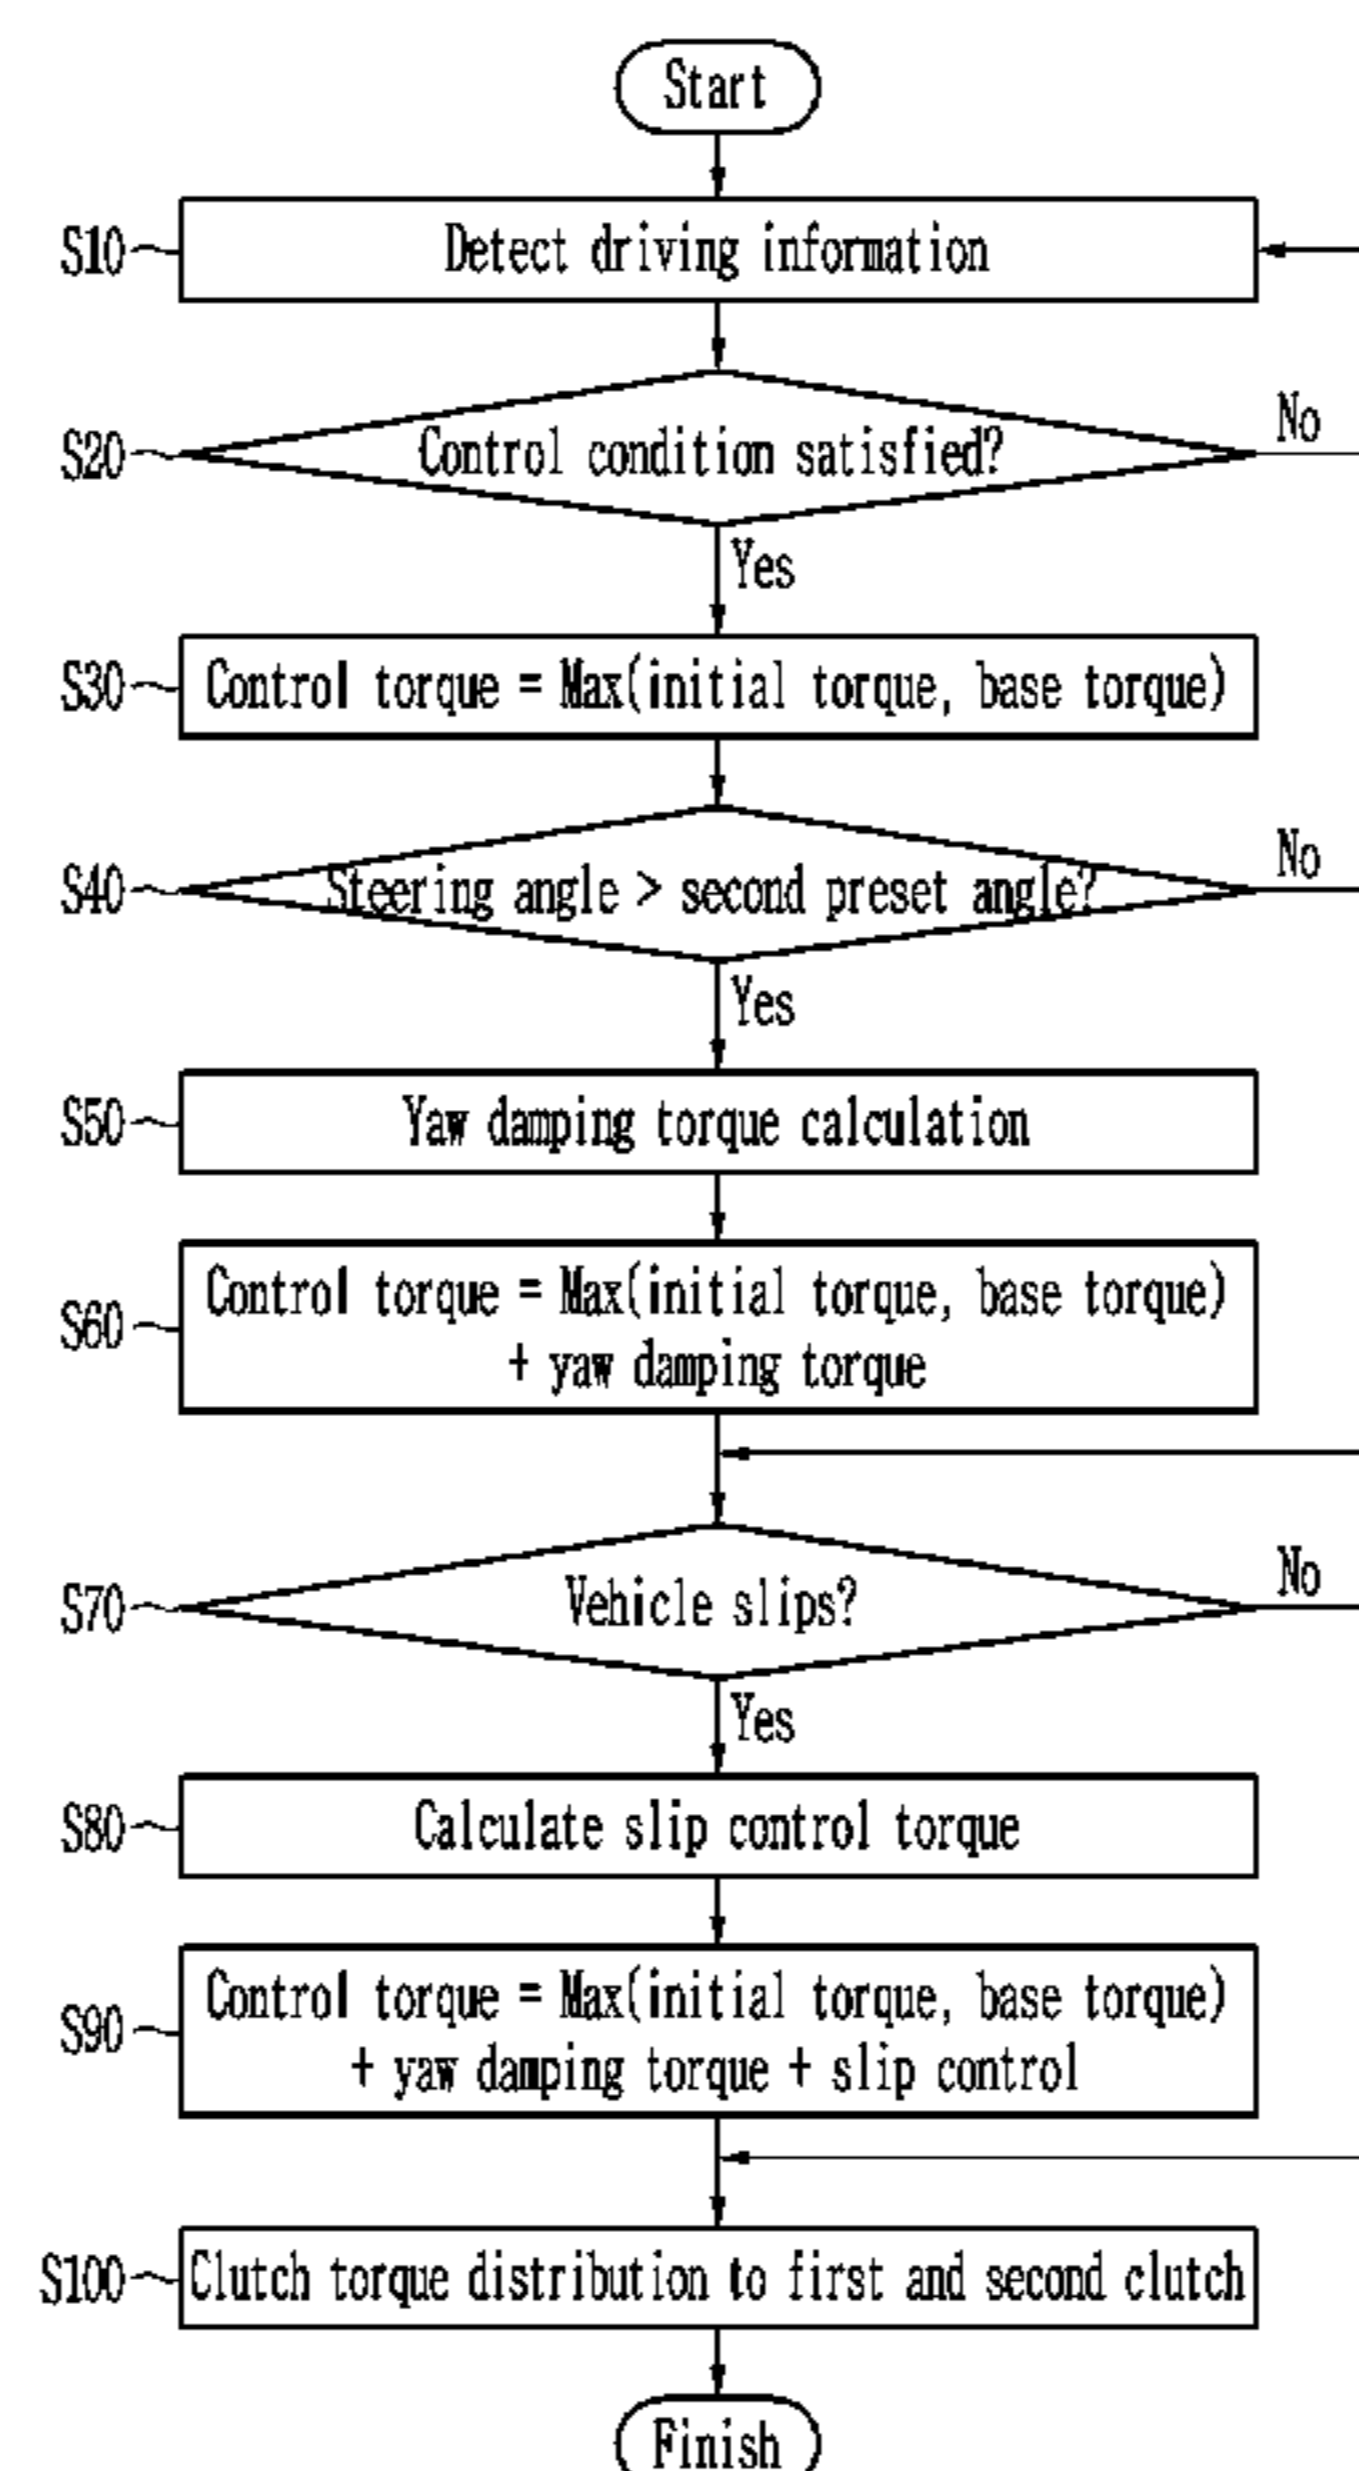 Start
S10
Detect driving information
S20
Control condition satisfied?
No
Yes
S30
Control torque = Max(initial torque, base torque)
S40
Steering angle > second preset angle?
No
Yes
S50
Yaw damping torque calculation
S60
Control torque = Max(initial torque, base torque)
+ yaw damping torque
S70
Vehicle slips?
No
Yes
S80
Calculate slip control torque
S90
Control torque = Max(initial torque, base torque)
+ yaw damping torque + slip control
S100
Clutch torque distribution to first and second clutch
Finish